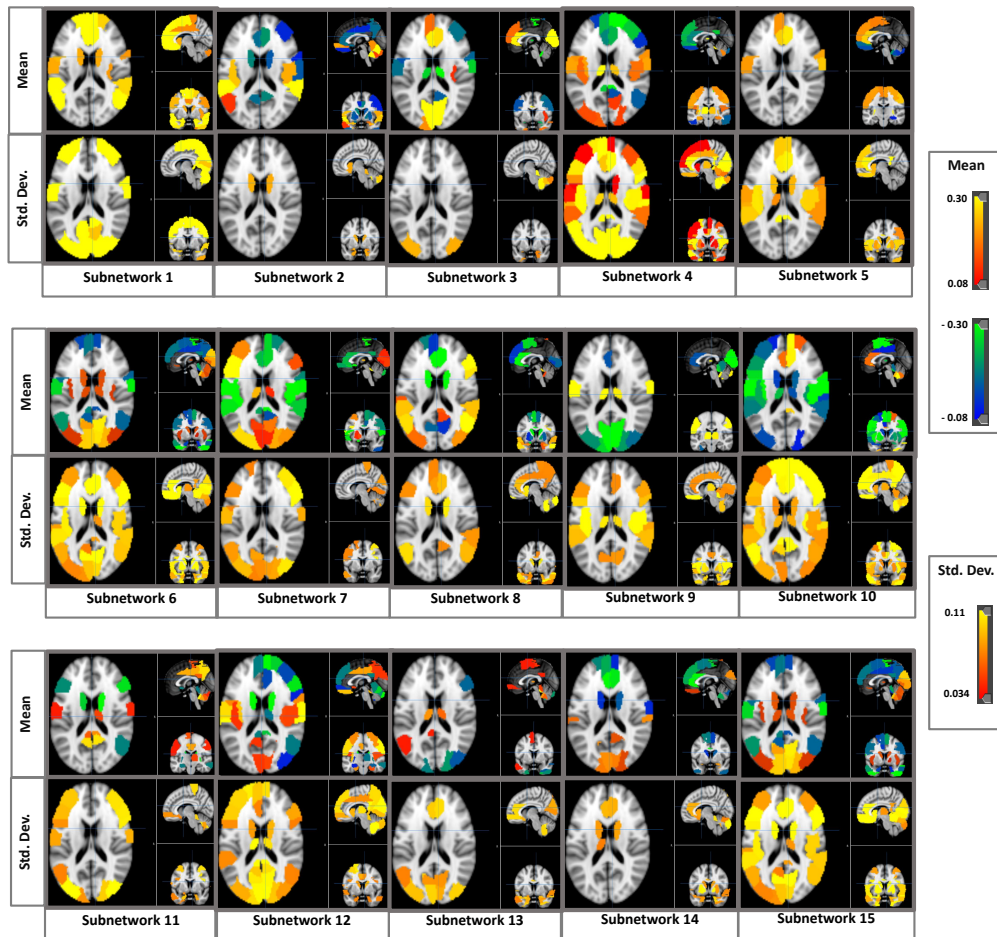 Mean
Std. Dev.
Subnetwork 1
Subnetwork 2
Subnetwork 3
Subnetwork 4
Subnetwork 5
Mean
0.30
0.08
- 0.30
- 0.08
Mean
Std. Dev.
Subnetwork 6
Subnetwork 7
Subnetwork 8
Subnetwork 9
Subnetwork 10
Std. Dev.
0.11
0.034
Mean
Std. Dev.
Subnetwork 11
Subnetwork 12
Subnetwork 13
Subnetwork 14
Subnetwork 15